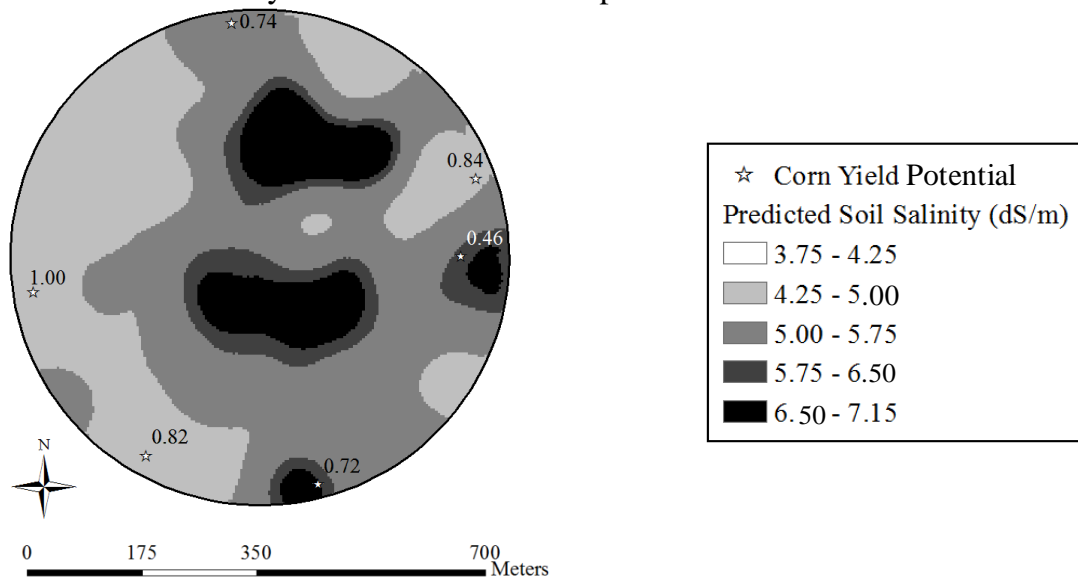 0.74
0.84
0.46
1.00
0.82
0.72
N
0 175 350 700
Meters
☆ Corn Yield Potential
Predicted Soil Salinity (dS/m)
3.75 - 4.25
4.25 - 5.00
5.00 - 5.75
5.75 - 6.50
6.50 - 7.15